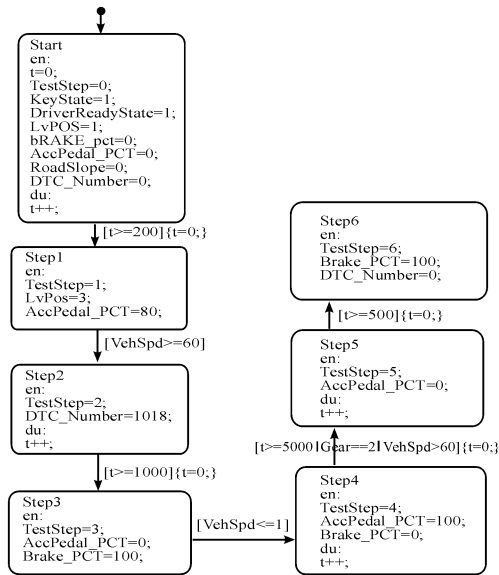 Start
en:
t=0;
TestStep=0;
KeyState=1;
DriverReadyState=1;
LvPOS=1;
bRAKE_pct=0;
AccPedal_PCT=0;
RoadSlope=0;
DTC_Number=0;
du:
t++;
[t>=200]{t=0;}
Step1
en:
TestStep=1;
LvPos=3;
AccPedal_PCT=80;
[VehSpd>=60]
Step2
en:
TestStep=2;
DTC_Number=1018;
du:
t++;
[t>=1000]{t=0;}
Step3
en:
TestStep=3;
AccPedal_PCT=0;
Brake_PCT=100;
[VehSpd<=1]
Step4
en:
TestStep=4;
AccPedal_PCT=100;
Brake_PCT=0;
du:
t++;
[t>=5000|Gear==2|VehSpd>60]{t=0;}
Step5
en:
TestStep=5;
AccPedal_PCT=0;
du:
t++;
[t>=500]{t=0;}
Step6
en:
TestStep=6;
Brake_PCT=100;
DTC_Number=0;